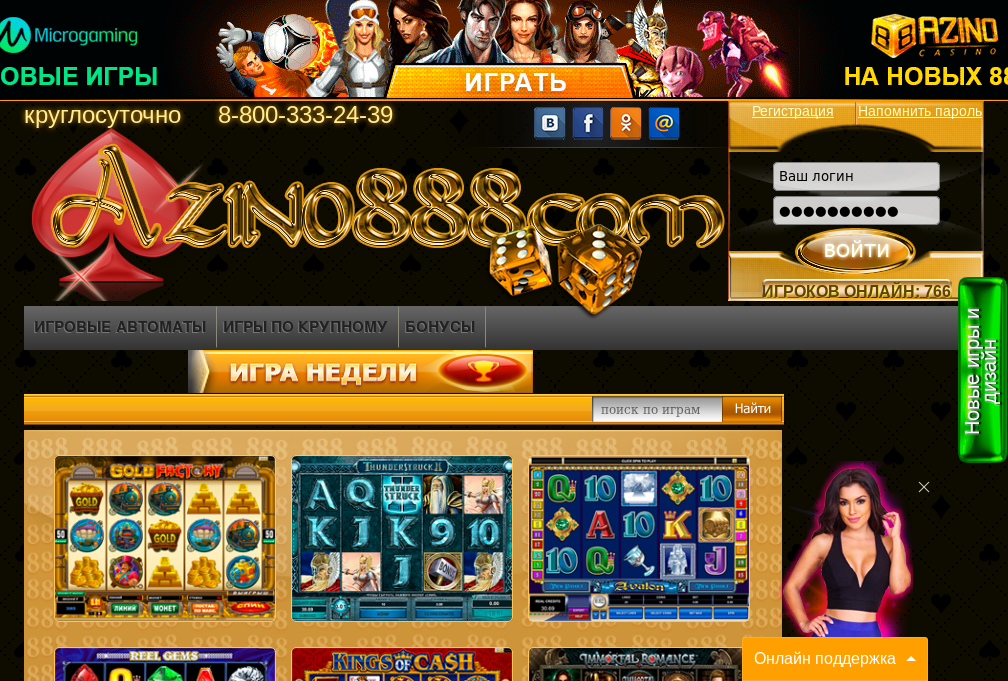 Microgaming
ОВЫЕ ИГРЫ
ИГРАТЬ
88 AZINO
CASINO
НА НОВЫХ 88
круглосуточно 8-800-333-24-39
Регистрация Напомнить пароль
Azino888com
Ваш логин
ВОЙТИ
ИГРОКОВ ОНЛАЙН: 766
ИГРОВЫЕ АВТОМАТЫ ИГРЫ ПО КРУПНОМУ БОНУСЫ
Новые игры и
дизайн
ИГРА НЕДЕЛИ
поиск по играм Найти
GOLD FACTORY
THUNDERSTRUCK II
Avalon
REEL GEMS
KINGS OF CASH
IMMORTAL ROMANCE
Онлайн поддержка